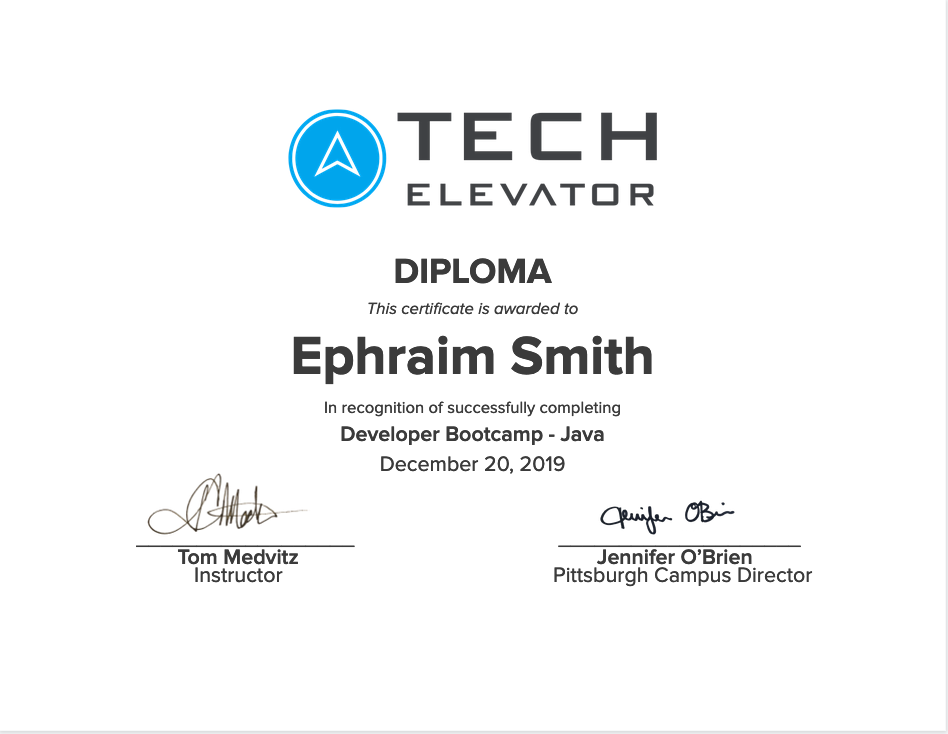 TECH
ELEVATOR
DIPLOMA
This certificate is awarded to
Ephraim Smith
In recognition of successfully completing
Developer Bootcamp - Java
December 20, 2019
Jennifer OBrien
Tom Medvitz
Instructor
Jennifer O’Brien
Pittsburgh Campus Director